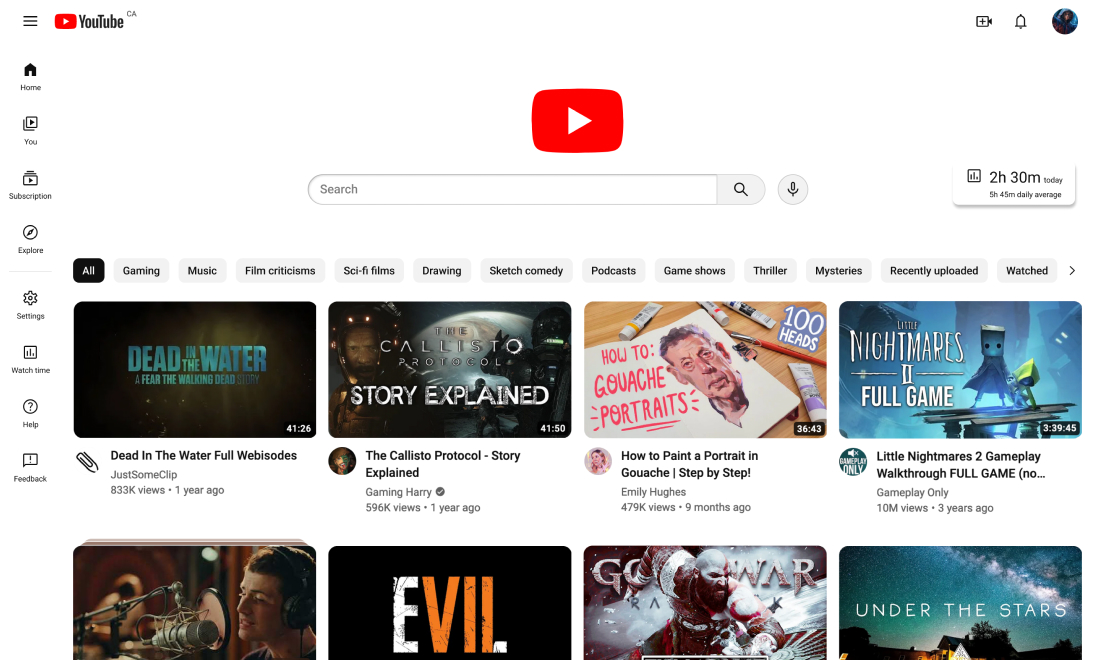 YouTube CA
Home
You
Subscription
Explore
Settings
Watch time
Help
Feedback
Search
2h 30m today
5h 45m daily average
All
Gaming
Music
Film criticisms
Sci-fi films
Drawing
Sketch comedy
Podcasts
Game shows
Thriller
Mysteries
Recently uploaded
Watched
DEAD IN THE WATER
A FEAR THE WALKING DEAD STORY
41:26
Dead In The Water Full Webisodes
JustSomeClip
833K views • 1 year ago
THE
CALLISTO
PROTOCOL
STORY EXPLAINED
41:50
The Callisto Protocol - Story
Explained
Gaming Harry
596K views • 1 year ago
HOW TO:
GOUACHE
PORTRAITS
100
HEADS
36:43
How to Paint a Portrait in
Gouache | Step by Step!
Emily Hughes
479K views • 9 months ago
LITTLE
NIGHTMARES
II
FULL GAME
3:39:45
GAMEPLAY
ONLY
Little Nightmares 2 Gameplay
Walkthrough FULL GAME (no...
Gameplay Only
10M views • 3 years ago
EVIL
GOD WAR
UNDER THE STARS